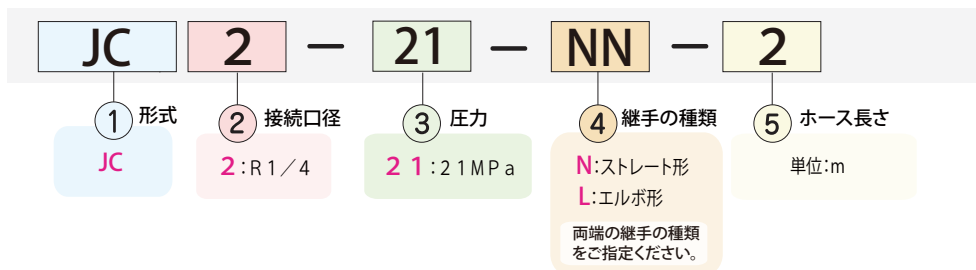 JC 2 － 21 － NN － 2
① 形式
JC
② 接続口径
2：R1／4
③ 圧力
21：21MPa
④ 継手の種類
N：ストレート形
L：エルボ形
両端の継手の種類
をご指定ください。
⑤ ホース長さ
単位：m